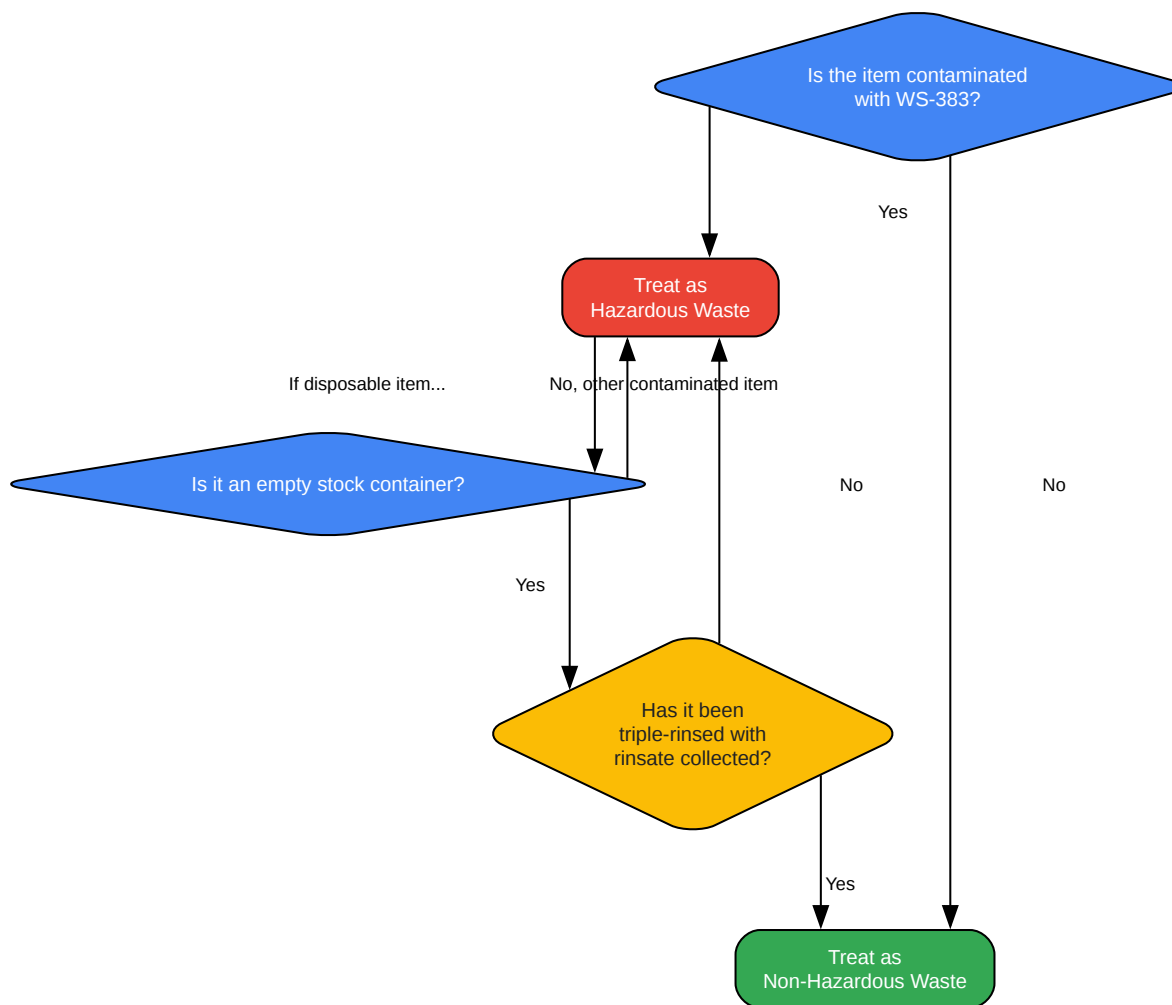 Is the item contaminated
with WS-383?
Yes
Treat as
Hazardous Waste
If disposable item...
No, other contaminated item
Is it an empty stock container?
No
No
Yes
Has it been
triple-rinsed with
rinsate collected?
Yes
Treat as
Non-Hazardous Waste